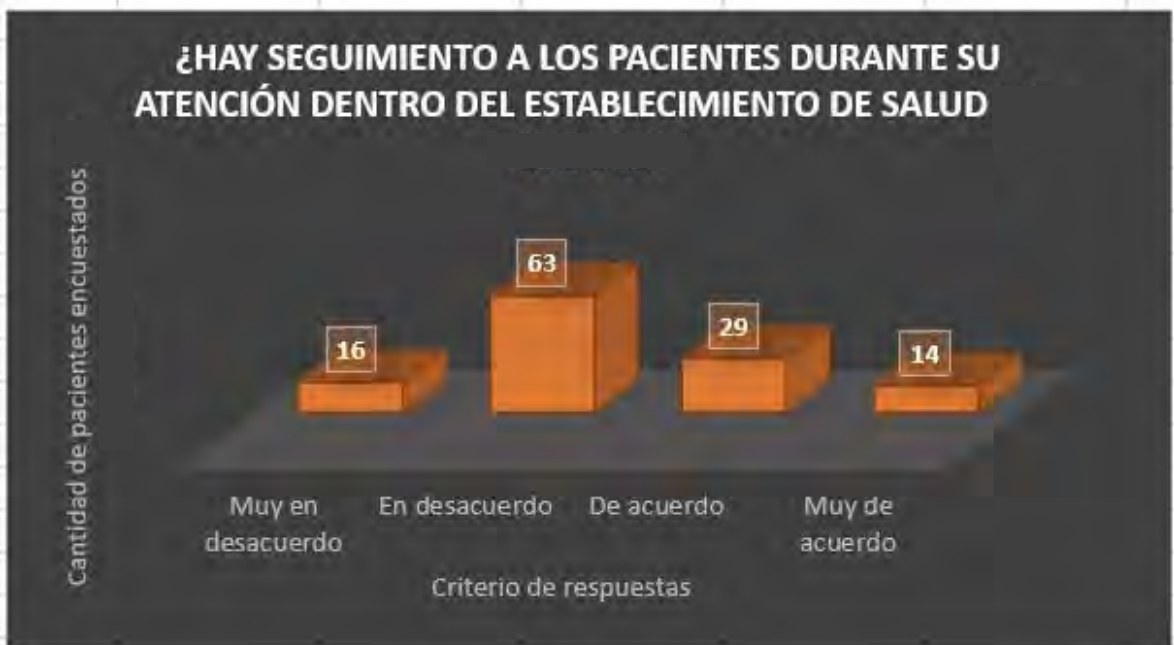 ¿HAY SEGUIMIENTO A LOS PACIENTES DURANTE SU
ATENCIÓN DENTRO DEL ESTABLECIMIENTO DE SALUD
Cantidad de pacientes encuestados
16
63
29
14
Muy en
desacuerdo
En desacuerdo
De acuerdo
Muy de
acuerdo
Criterio de respuestas